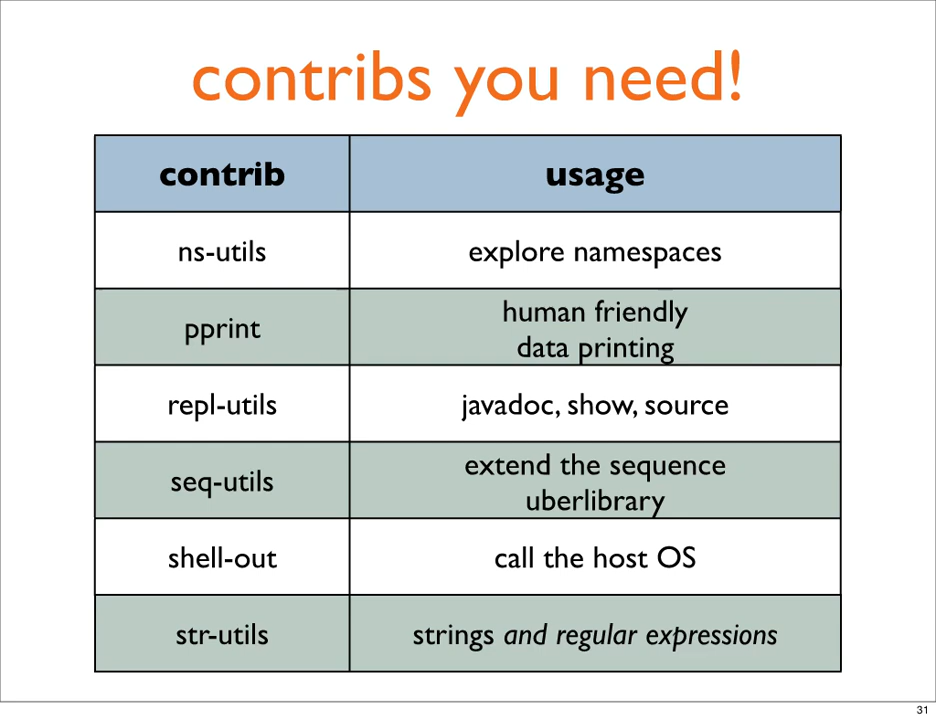 contribs you need!
contrib usage
ns-utils explore namespaces
pprint human friendly
data printing
repl-utils javadoc, show, source
seq-utils extend the sequence
uberlibrary
shell-out call the host OS
str-utils strings and regular expressions
31